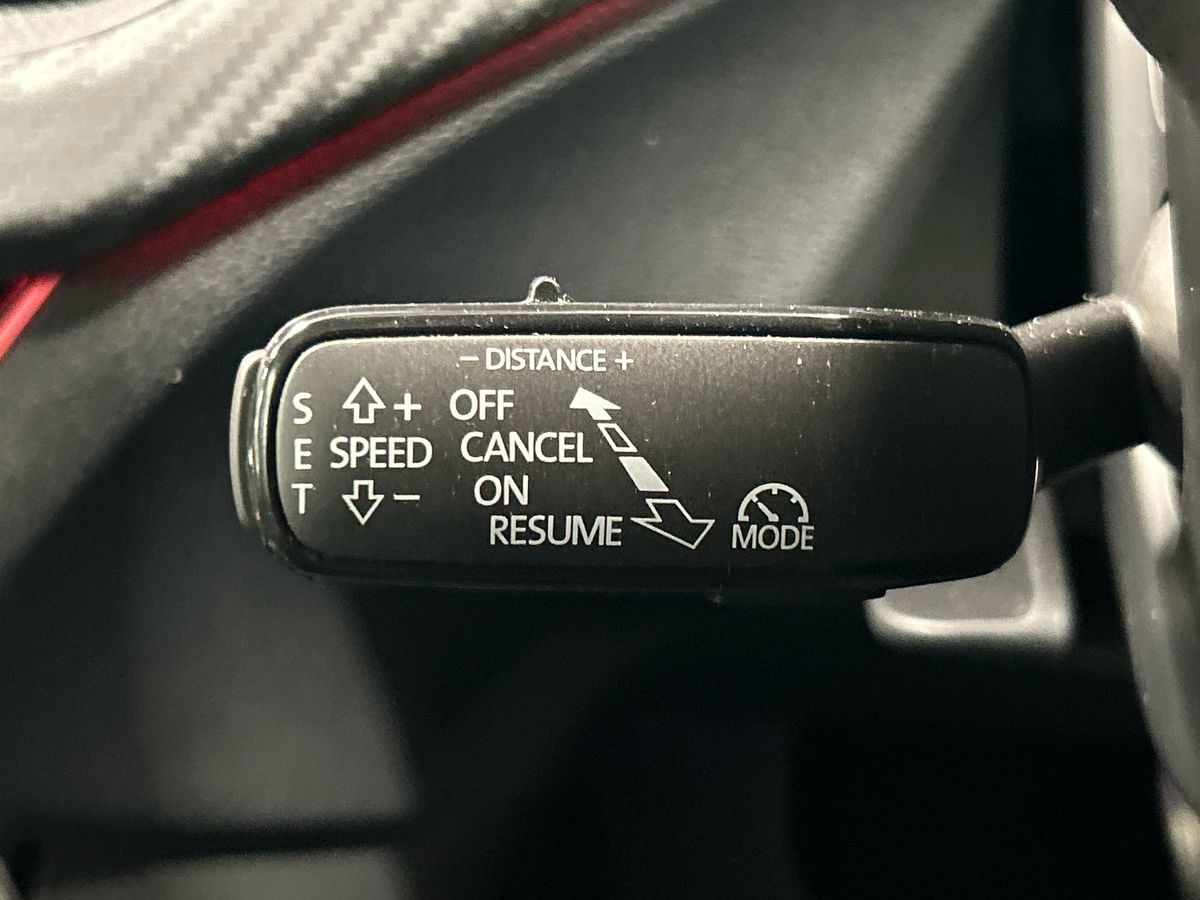 − DISTANCE +
S + OFF
E SPEED CANCEL
T − ON
RESUME
MODE